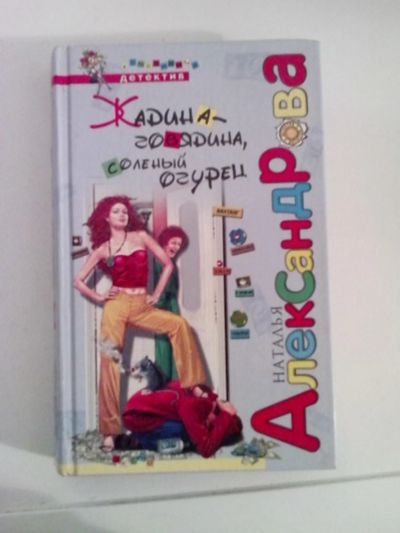 детектив
Жадина-
говядина,
соленый
огурец
Наталья
Александрова